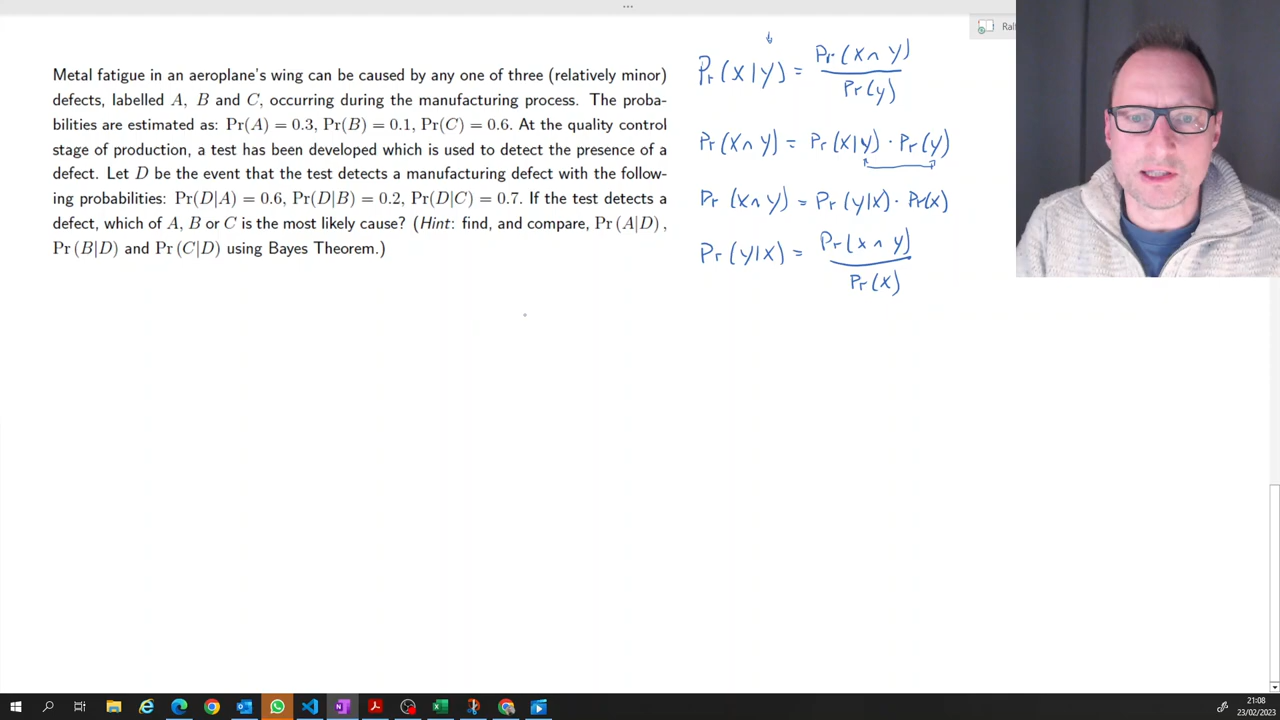 Metal fatigue in an aeroplane's wing can be caused by any one of three (relatively minor)
defects, labelled A, B and C, occurring during the manufacturing process. The proba-
bilities are estimated as: Pr(A) = 0.3, Pr(B) = 0.1, Pr(C) = 0.6. At the quality control
stage of production, a test has been developed which is used to detect the presence of a
defect. Let D be the event that the test detects a manufacturing defect with the follow-
ing probabilities: Pr(D|A) = 0.6, Pr(D|B) = 0.2, Pr(D|C) = 0.7. If the test detects a
defect, which of A, B or C is the most likely cause? (Hint: find, and compare, Pr (A|D) ,
Pr (B|D) and Pr (C|D) using Bayes Theorem.)
Pr(X|Y) = Pr(X∩Y) / Pr(Y)
Pr(X∩Y) = Pr(X|Y) · Pr(Y)
Pr(X∩Y) = Pr(Y|X) · Pr(X)
Pr(Y|X) = Pr(X∩Y) / Pr(X)
21:08
23/02/2023